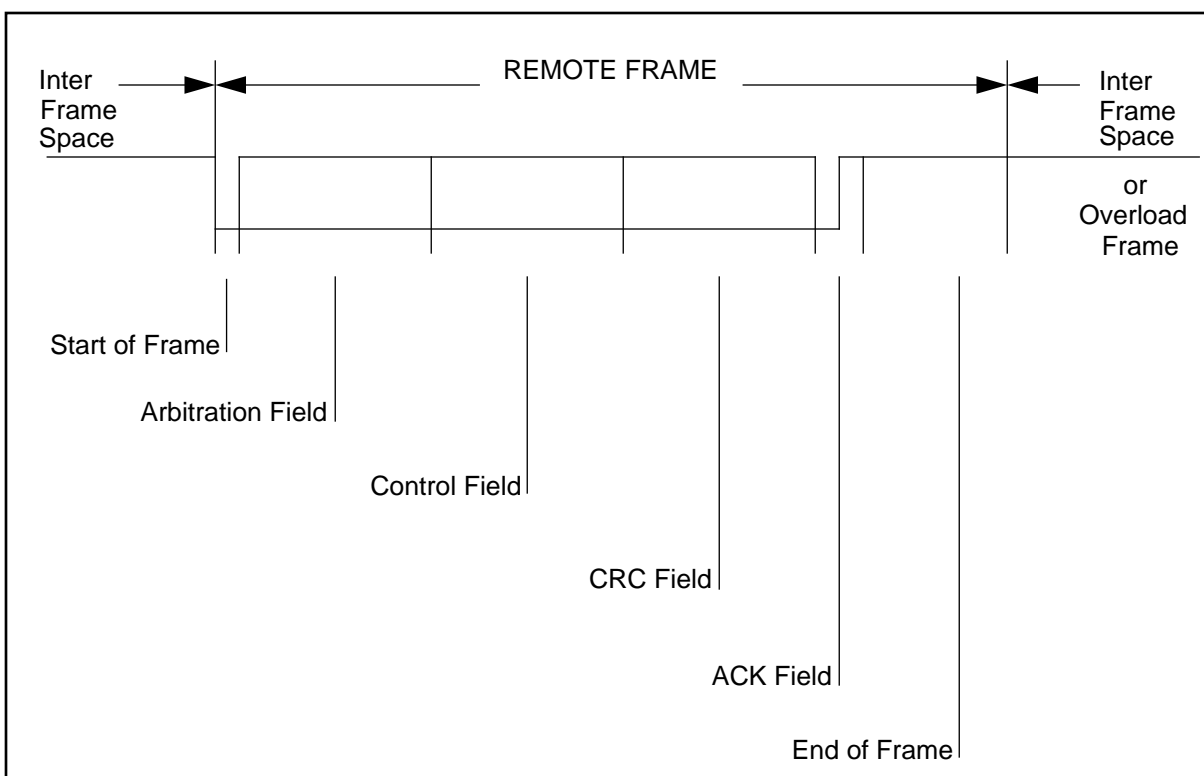 REMOTE FRAME
Inter
Frame
Space
Inter
Frame
Space
or
Overload
Frame
Start of Frame
Arbitration Field
Control Field
CRC Field
ACK Field
End of Frame